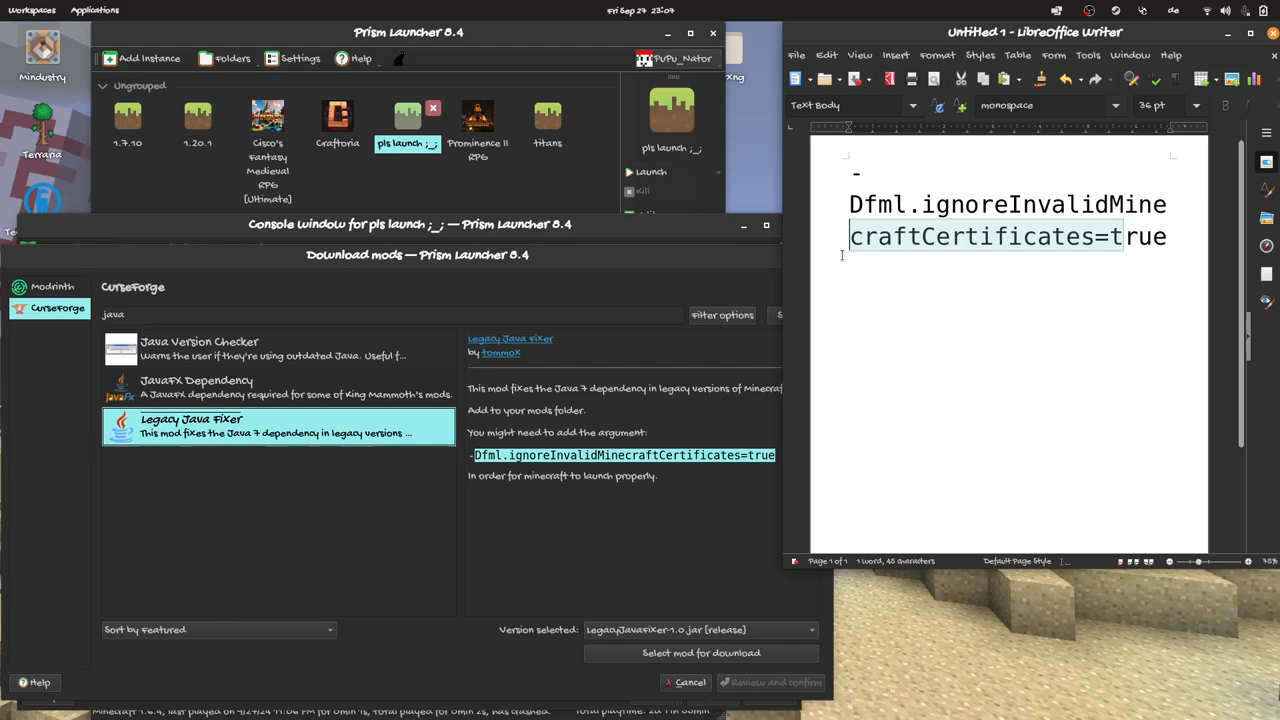 Workspaces
Applications
Fri Sep 27  23:07
de
Mindustry
Terraria
Prism Launcher 8.4
Add Instance
Folders
Settings
Help
PuPu_Nator
Ungrouped
1.7.10
1.20.1
Cisco's
Fantasy
Medieval
RPG
[Ultimate]
Craftoria
pls launch ;_;
Prominence II
RPG
titans
pls launch ;_;
Launch
Kill
Console window for pls launch ;_; — Prism Launcher 8.4
Download mods — Prism Launcher 8.4
Modrinth
CurseForge
CurseForge
java
Filter options
Java Version Checker
Warns the user if they're using outdated Java. Useful f...
JavaFX Dependency
A JavaFX dependency required for some of King Mammoth's mods.
Legacy Java Fixer
This mod fixes the Java 7 dependency in legacy versions ...
Legacy Java Fixer
by tommox
This mod fixes the Java 7 dependency in legacy versions of Minecraf
Add to your mods folder.
You might need to add the argument:
-Dfml.ignoreInvalidMinecraftCertificates=true
In order for minecraft to launch properly.
Sort by Featured
Version selected:
LegacyJavaFixer-1.0.jar [release]
Select mod for download
Help
Cancel
Review and confirm
Untitled 1 - LibreOffice Writer
File
Edit
View
Insert
Format
Styles
Table
Form
Tools
Window
Help
Text Body
monospace
36 pt
B
-
Dfml.ignoreInvalidMine
craftCertificates=true
Page 1 of 1
1 word, 45 characters
Default Page Style
75%